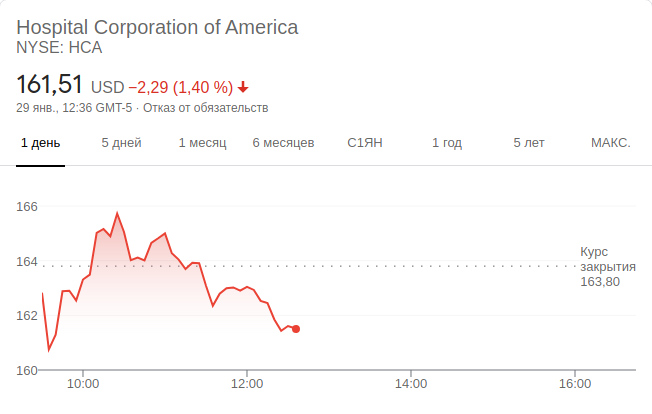 Hospital Corporation of America
NYSE: HCA
161,51 USD −2,29 (1,40 %)
29 янв., 12:36 GMT-5 · Отказ от обязательств
1 день 5 дней 1 месяц 6 месяцев С1ЯН 1 год 5 лет МАКС.
166
164
162
160
Курс
закрытия
163,80
10:00 12:00 14:00 16:00